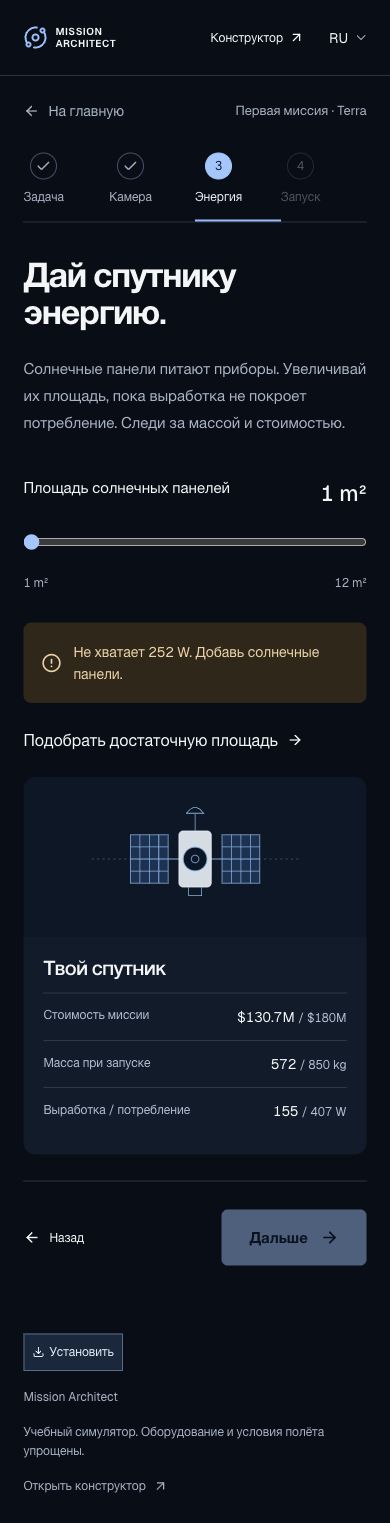 MISSION
ARCHITECT
Конструктор
RU
На главную
Первая миссия · Terra
3
4
Задача
Камера
Энергия
Запуск
Дай спутнику
энергию.
Солнечные панели питают приборы. Увеличивай
их площадь, пока выработка не покроет
потребление. Следи за массой и стоимостью.
Площадь солнечных панелей
1 m²
1 m²
12 m²
Не хватает 252 W. Добавь солнечные
панели.
Подобрать достаточную площадь
Твой спутник
Стоимость миссии
$130.7M / $180M
Масса при запуске
572 / 850 kg
Выработка / потребление
155 / 407 W
Назад
Дальше
Установить
Mission Architect
Учебный симулятор. Оборудование и условия полёта
упрощены.
Открыть конструктор